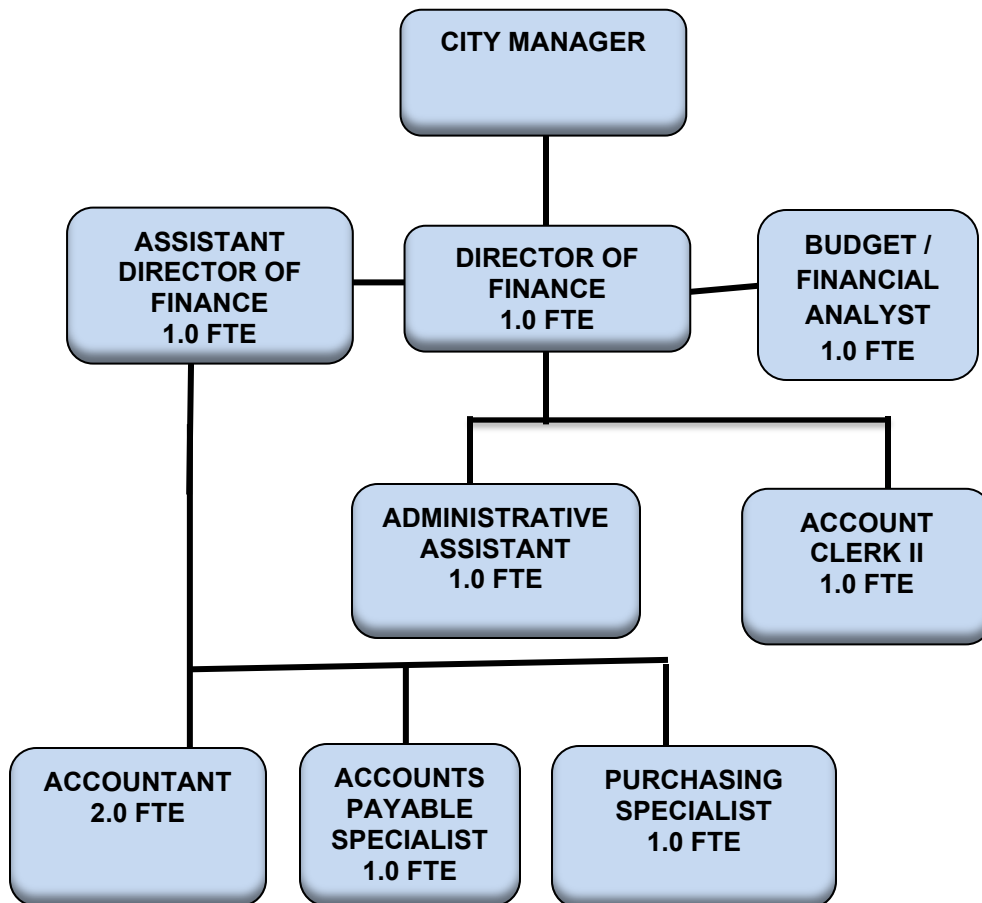 CITY MANAGER
ASSISTANT
DIRECTOR OF
FINANCE
1.0 FTE
DIRECTOR OF
FINANCE
1.0 FTE
BUDGET /
FINANCIAL
ANALYST
1.0 FTE
ADMINISTRATIVE
ASSISTANT
1.0 FTE
ACCOUNT
CLERK II
1.0 FTE
ACCOUNTANT
2.0 FTE
ACCOUNTS
PAYABLE
SPECIALIST
1.0 FTE
PURCHASING
SPECIALIST
1.0 FTE